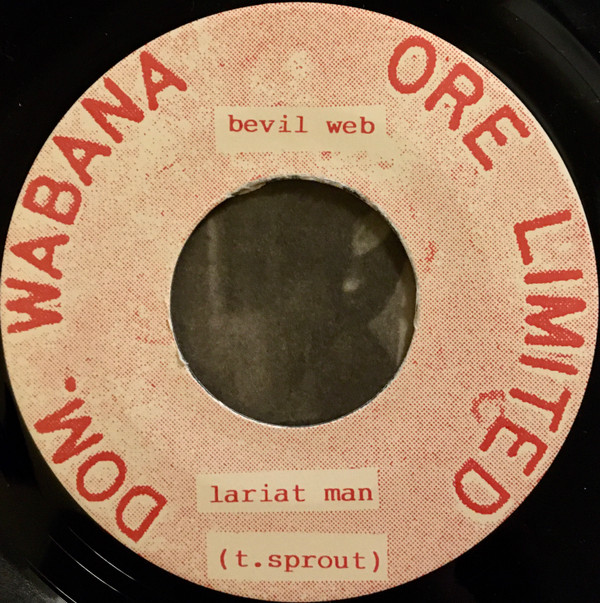 DOM. WABANA ORE LIMITED
bevil web
lariat man
(t.sprout)